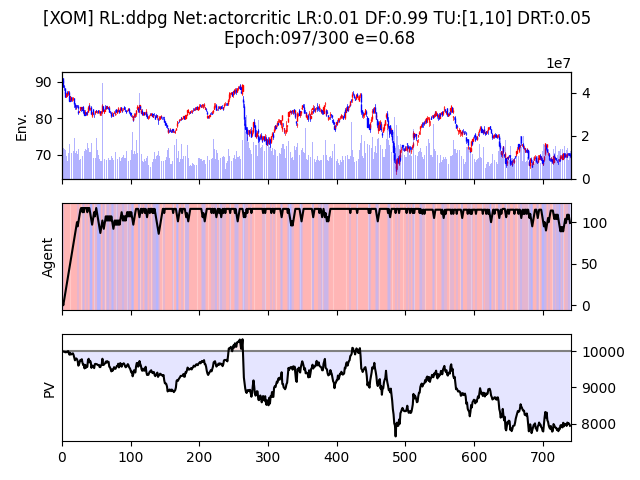 [XOM] RL:ddpg Net:actorcritic LR:0.01 DF:0.99 TU:[1,10] DRT:0.05
Epoch:097/300 e=0.68
1e7
90
80
70
Env.
4
2
0
Agent
100
50
0
PV
10000
9000
8000
0 100 200 300 400 500 600 700